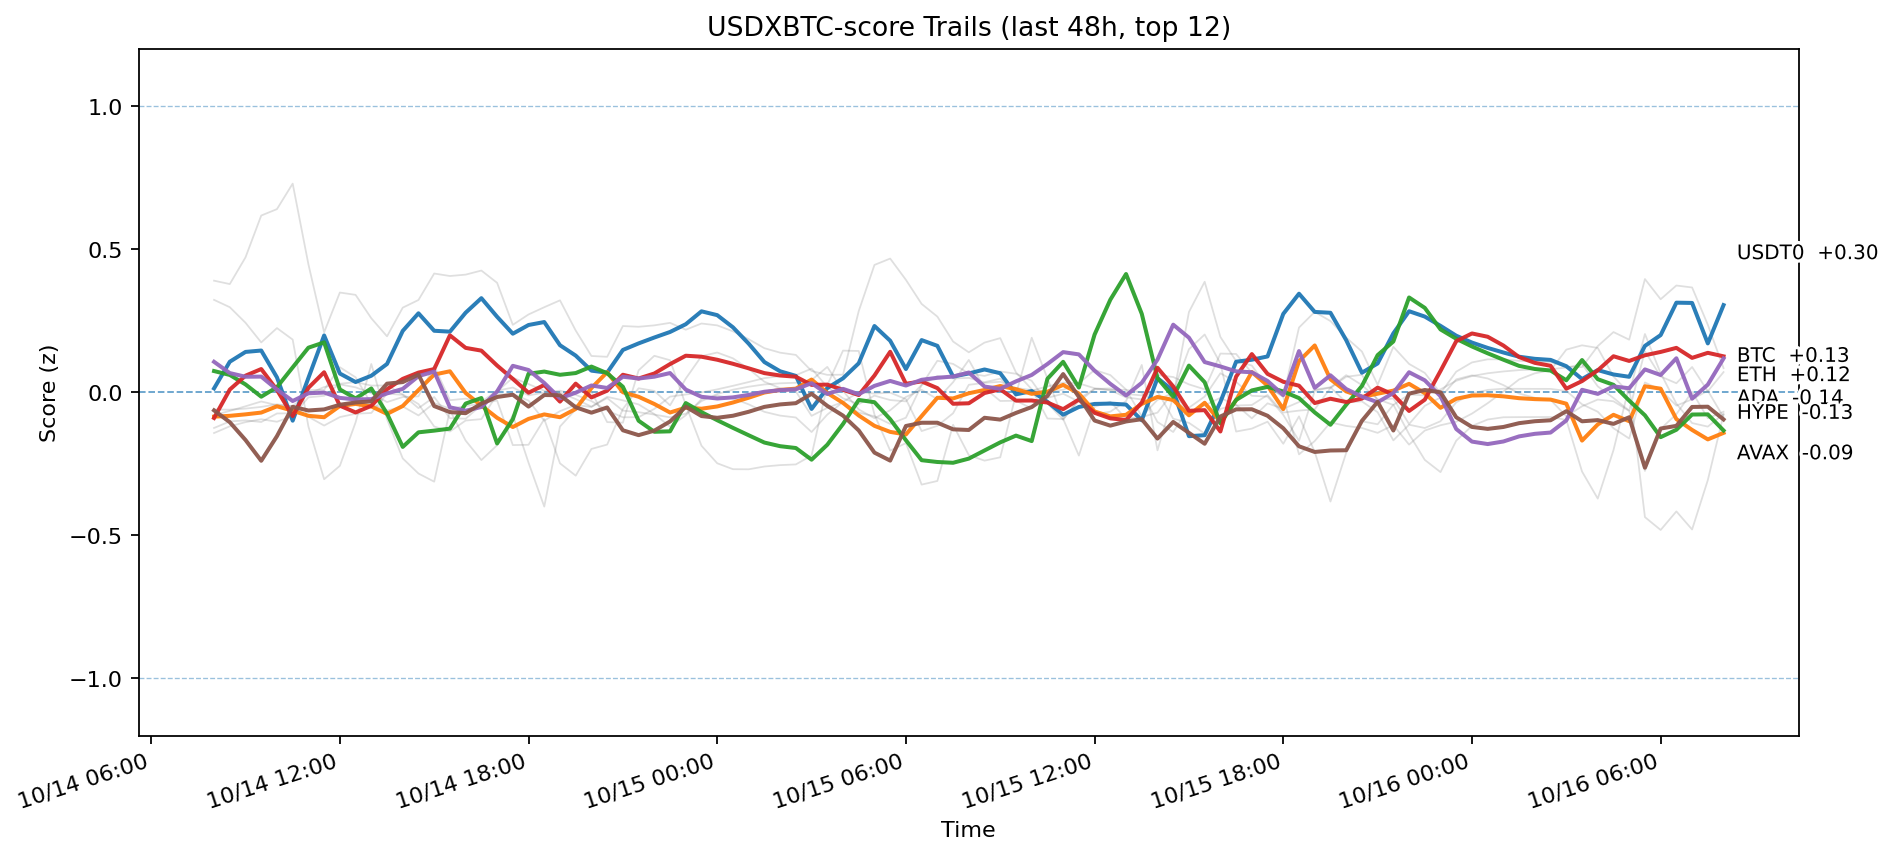 USDXBTC-score Trails (last 48h, top 12)
Score (z)
1.0
0.5
0.0
−0.5
−1.0
USDT0 +0.30
BTC +0.13
ETH +0.12
ADA -0.14
HYPE -0.13
AVAX -0.09
10/14 06:00
10/14 12:00
10/14 18:00
10/15 00:00
10/15 06:00
10/15 12:00
10/15 18:00
10/16 00:00
10/16 06:00
Time